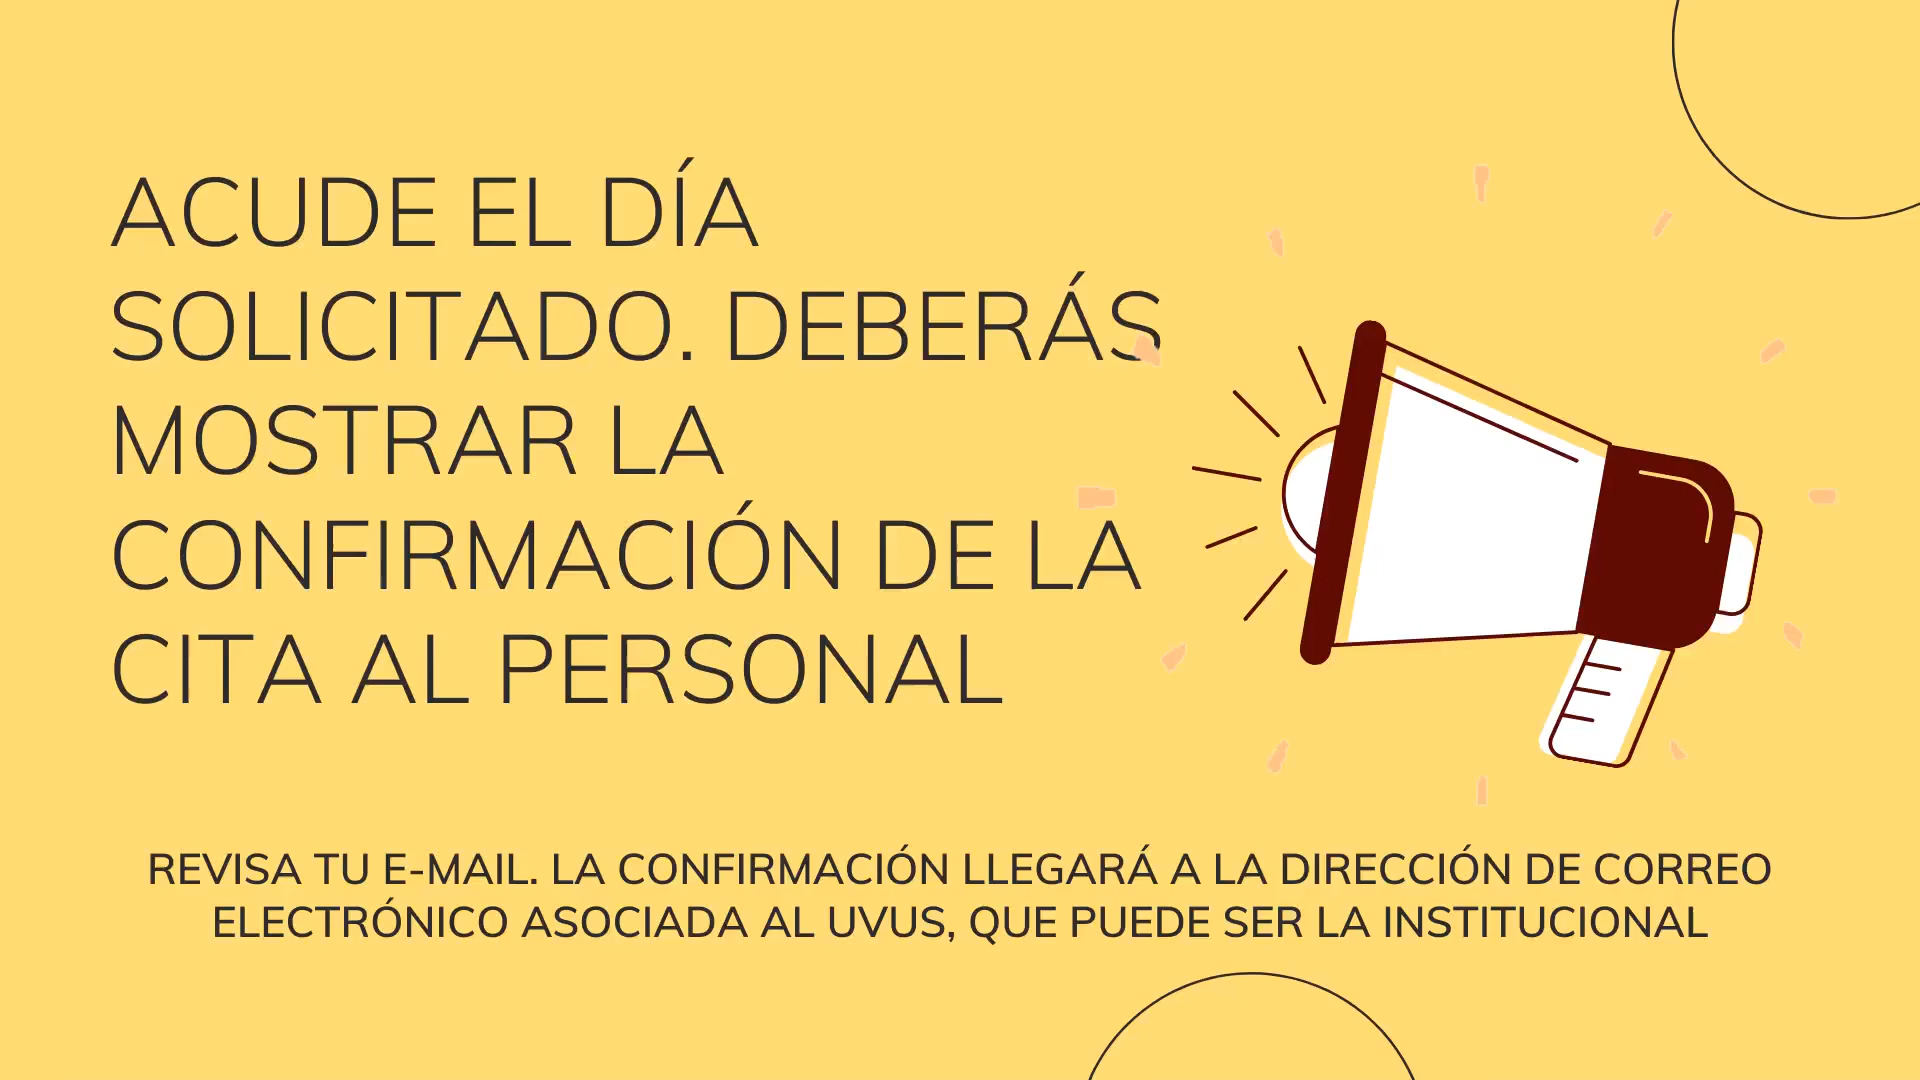 ACUDE EL DÍA
SOLICITADO. DEBERÁS
MOSTRAR LA
CONFIRMACIÓN DE LA
CITA AL PERSONAL
REVISA TU E-MAIL. LA CONFIRMACIÓN LLEGARÁ A LA DIRECCIÓN DE CORREO
ELECTRÓNICO ASOCIADA AL UVUS, QUE PUEDE SER LA INSTITUCIONAL